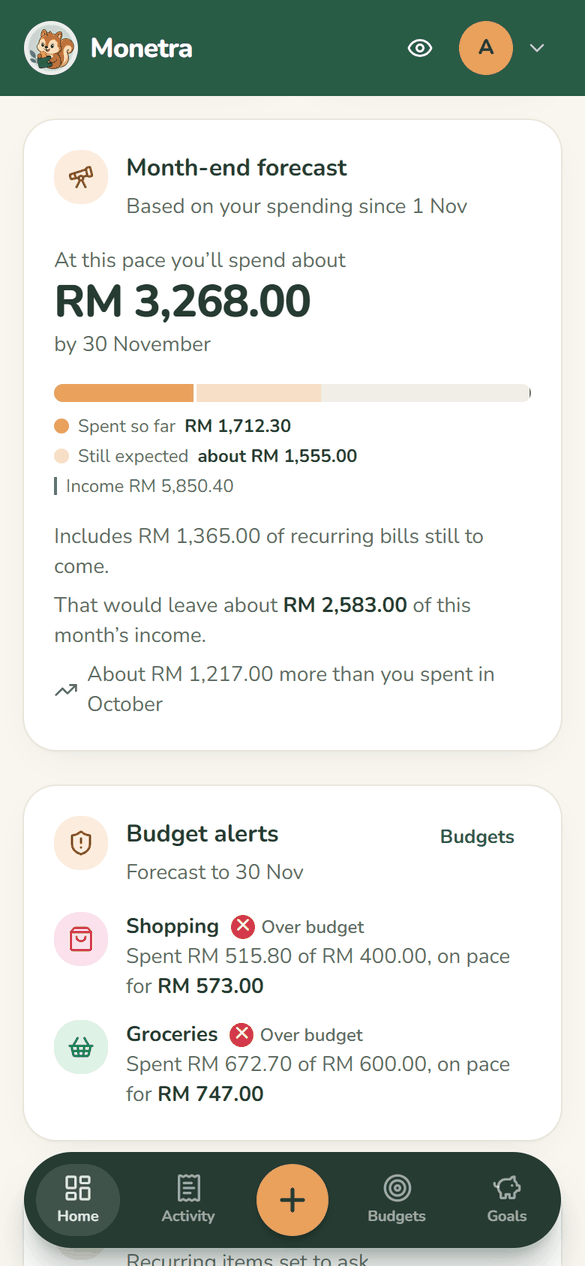 Monetra
A
Month-end forecast
Based on your spending since 1 Nov
At this pace you’ll spend about
RM 3,268.00
by 30 November
Spent so far RM 1,712.30
Still expected about RM 1,555.00
Income RM 5,850.40
Includes RM 1,365.00 of recurring bills still to
come.
That would leave about RM 2,583.00 of this
month’s income.
About RM 1,217.00 more than you spent in
October
Budget alerts
Budgets
Forecast to 30 Nov
Shopping Over budget
Spent RM 515.80 of RM 400.00, on pace
for RM 573.00
Groceries Over budget
Spent RM 672.70 of RM 600.00, on pace
for RM 747.00
Home Activity Budgets Goals
Recurring items set to ask